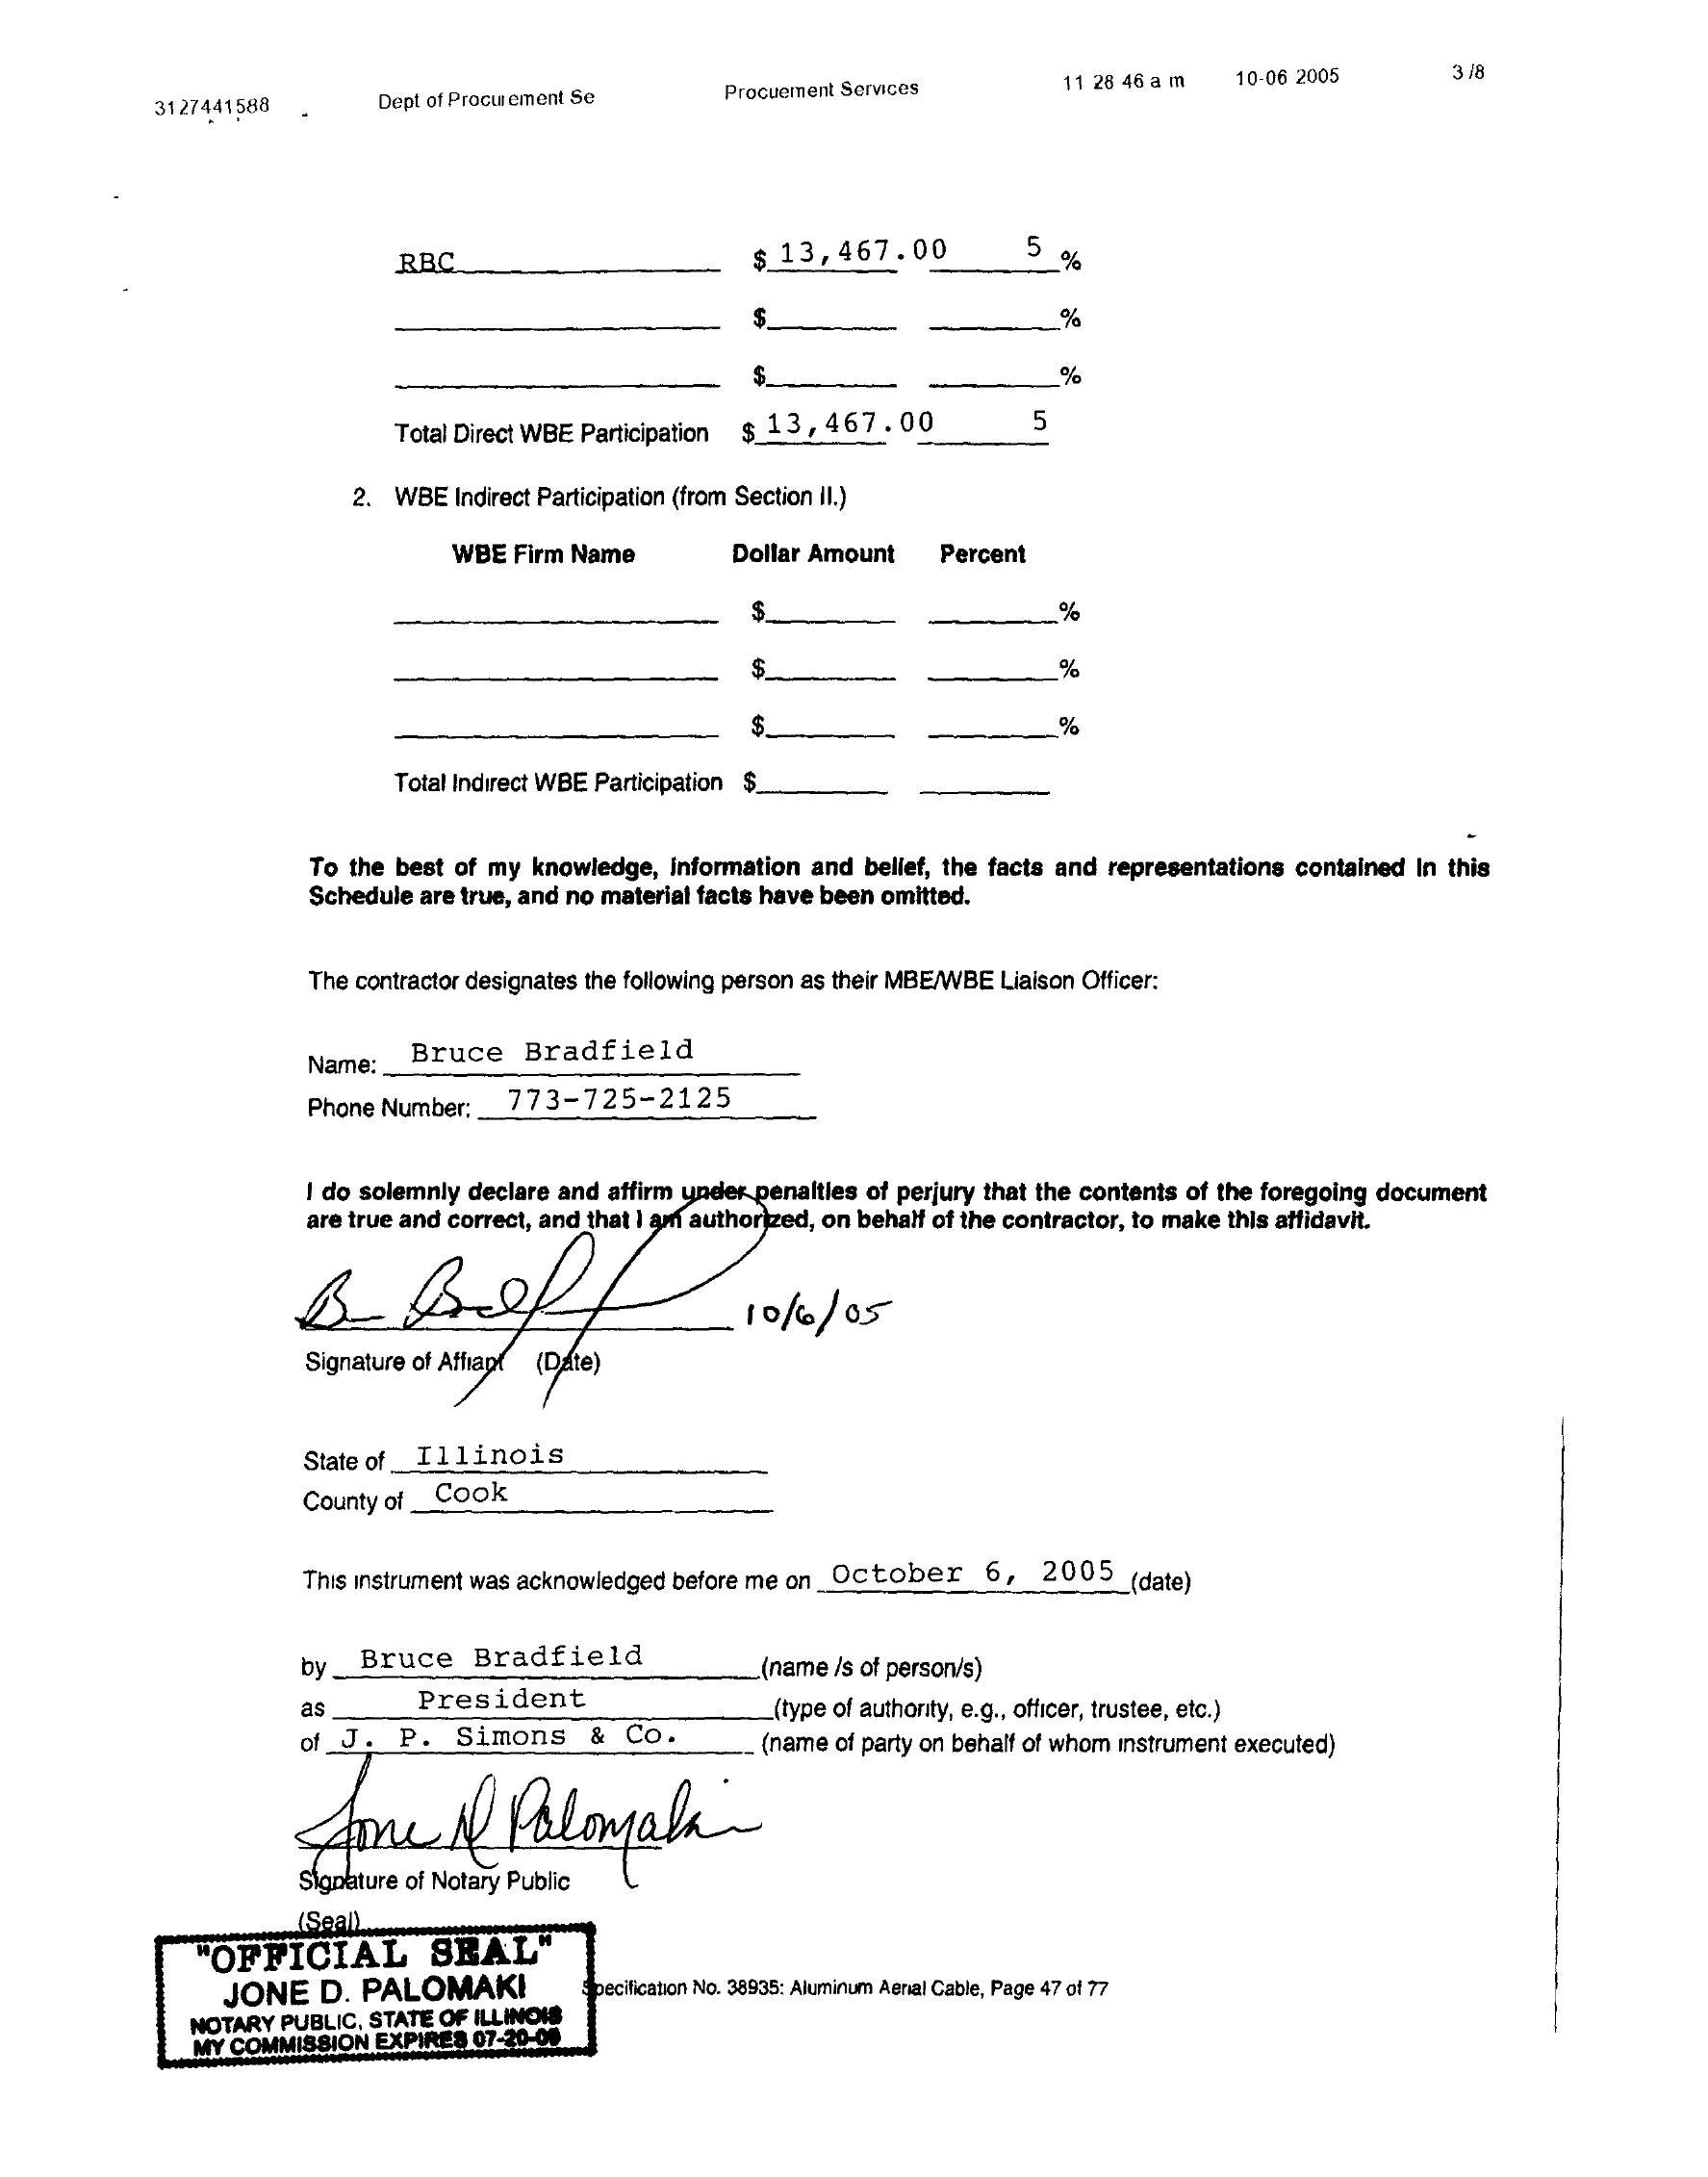 3127441588 Dept of Procurement Se Procuement Services 11 28 46 a m 10-06 2005 3/8
RBC $ 13,467.00 5 %
$ %
$ %
Total Direct WBE Participation $ 13,467.00 5
2. WBE Indirect Participation (from Section II.)
WBE Firm Name Dollar Amount Percent
$ %
$ %
$ %
Total Indirect WBE Participation $
To the best of my knowledge, information and belief, the facts and representations contained in this
Schedule are true, and no material facts have been omitted.
The contractor designates the following person as their MBE/WBE Liaison Officer:
Name: Bruce Bradfield
Phone Number: 773-725-2125
I do solemnly declare and affirm under penalties of perjury that the contents of the foregoing document
are true and correct, and that I am authorized, on behalf of the contractor, to make this affidavit.
10/6/05
Signature of Affiant (Date)
State of Illinois
County of Cook
This instrument was acknowledged before me on October 6, 2005 (date)
by Bruce Bradfield (name /s of person/s)
as President (type of authority, e.g., officer, trustee, etc.)
of J. P. Simons & Co. (name of party on behalf of whom instrument executed)
Jone D Palomaki
Signature of Notary Public
(Seal)
"OFFICIAL SEAL"
JONE D. PALOMAKI
NOTARY PUBLIC, STATE OF ILLINOIS
MY COMMISSION EXPIRES 07-20-09
Specification No. 38935: Aluminum Aerial Cable, Page 47 of 77